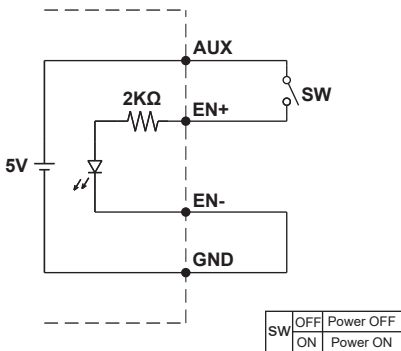 AUX
2KΩ
EN+
SW
5V
EN-
GND
SW OFF Power OFF
ON Power ON